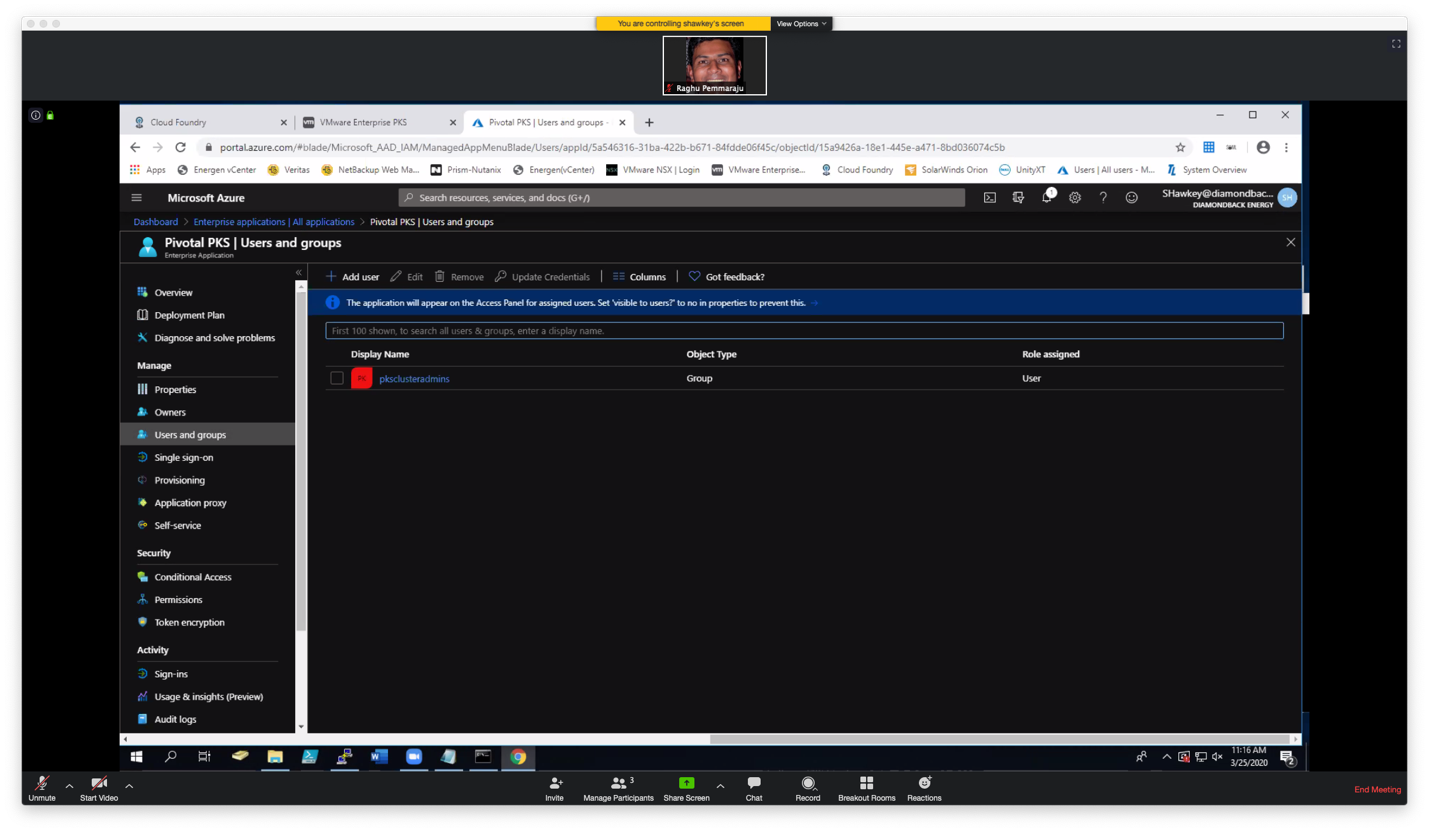 You are controlling shawkey's screen
View Options
Raghu Pemmaraju
Cloud Foundry
VMware Enterprise PKS
Pivotal PKS | Users and groups -
portal.azure.com/#blade/Microsoft_AAD_IAM/ManagedAppMenuBlade/Users/appId/5a546316-31ba-422b-b671-84fdde06f45c/objectId/15a9426a-18e1-445e-a471-8bd036074c5b
Apps
Energen vCenter
Veritas
NetBackup Web Ma...
Prism-Nutanix
Energen(vCenter)
VMware NSX | Login
VMware Enterprise...
Cloud Foundry
SolarWinds Orion
UnityXT
Users | All users - M...
System Overview
Microsoft Azure
Search resources, services, and docs (G+/)
1
SHawkey@diamondbac...
DIAMONDBACK ENERGY
SH
Dashboard > Enterprise applications | All applications > Pivotal PKS | Users and groups
Pivotal PKS | Users and groups
Enterprise Application
Overview
Deployment Plan
Diagnose and solve problems
Manage
Properties
Owners
Users and groups
Single sign-on
Provisioning
Application proxy
Self-service
Security
Conditional Access
Permissions
Token encryption
Activity
Sign-ins
Usage & insights (Preview)
Audit logs
Add user
Edit
Remove
Update Credentials
Columns
Got feedback?
The application will appear on the Access Panel for assigned users. Set 'visible to users?' to no in properties to prevent this.
First 100 shown, to search all users & groups, enter a display name.
Display Name Object Type Role assigned
PK pksclusteradmins Group User
11:16 AM
3/25/2020
2
Unmute
Start Video
Invite
3
Manage Participants
Share Screen
Chat
Record
Breakout Rooms
Reactions
End Meeting